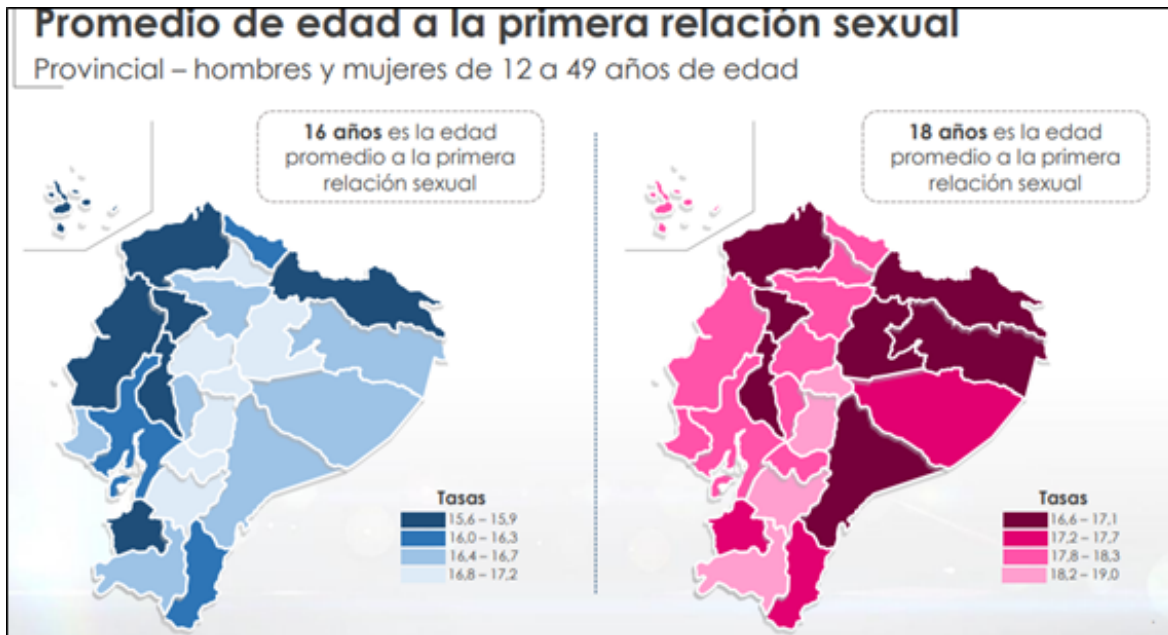 Promedio de edad a la primera relación sexual
Provincial – hombres y mujeres de 12 a 49 años de edad
16 años es la edad
promedio a la primera
relación sexual
18 años es la edad
promedio a la primera
relación sexual
Tasas
15,6 – 15,9
16,0 – 16,3
16,4 – 16,7
16,8 – 17,2
Tasas
16,6 – 17,1
17,2 – 17,7
17,8 – 18,3
18,2 – 19,0